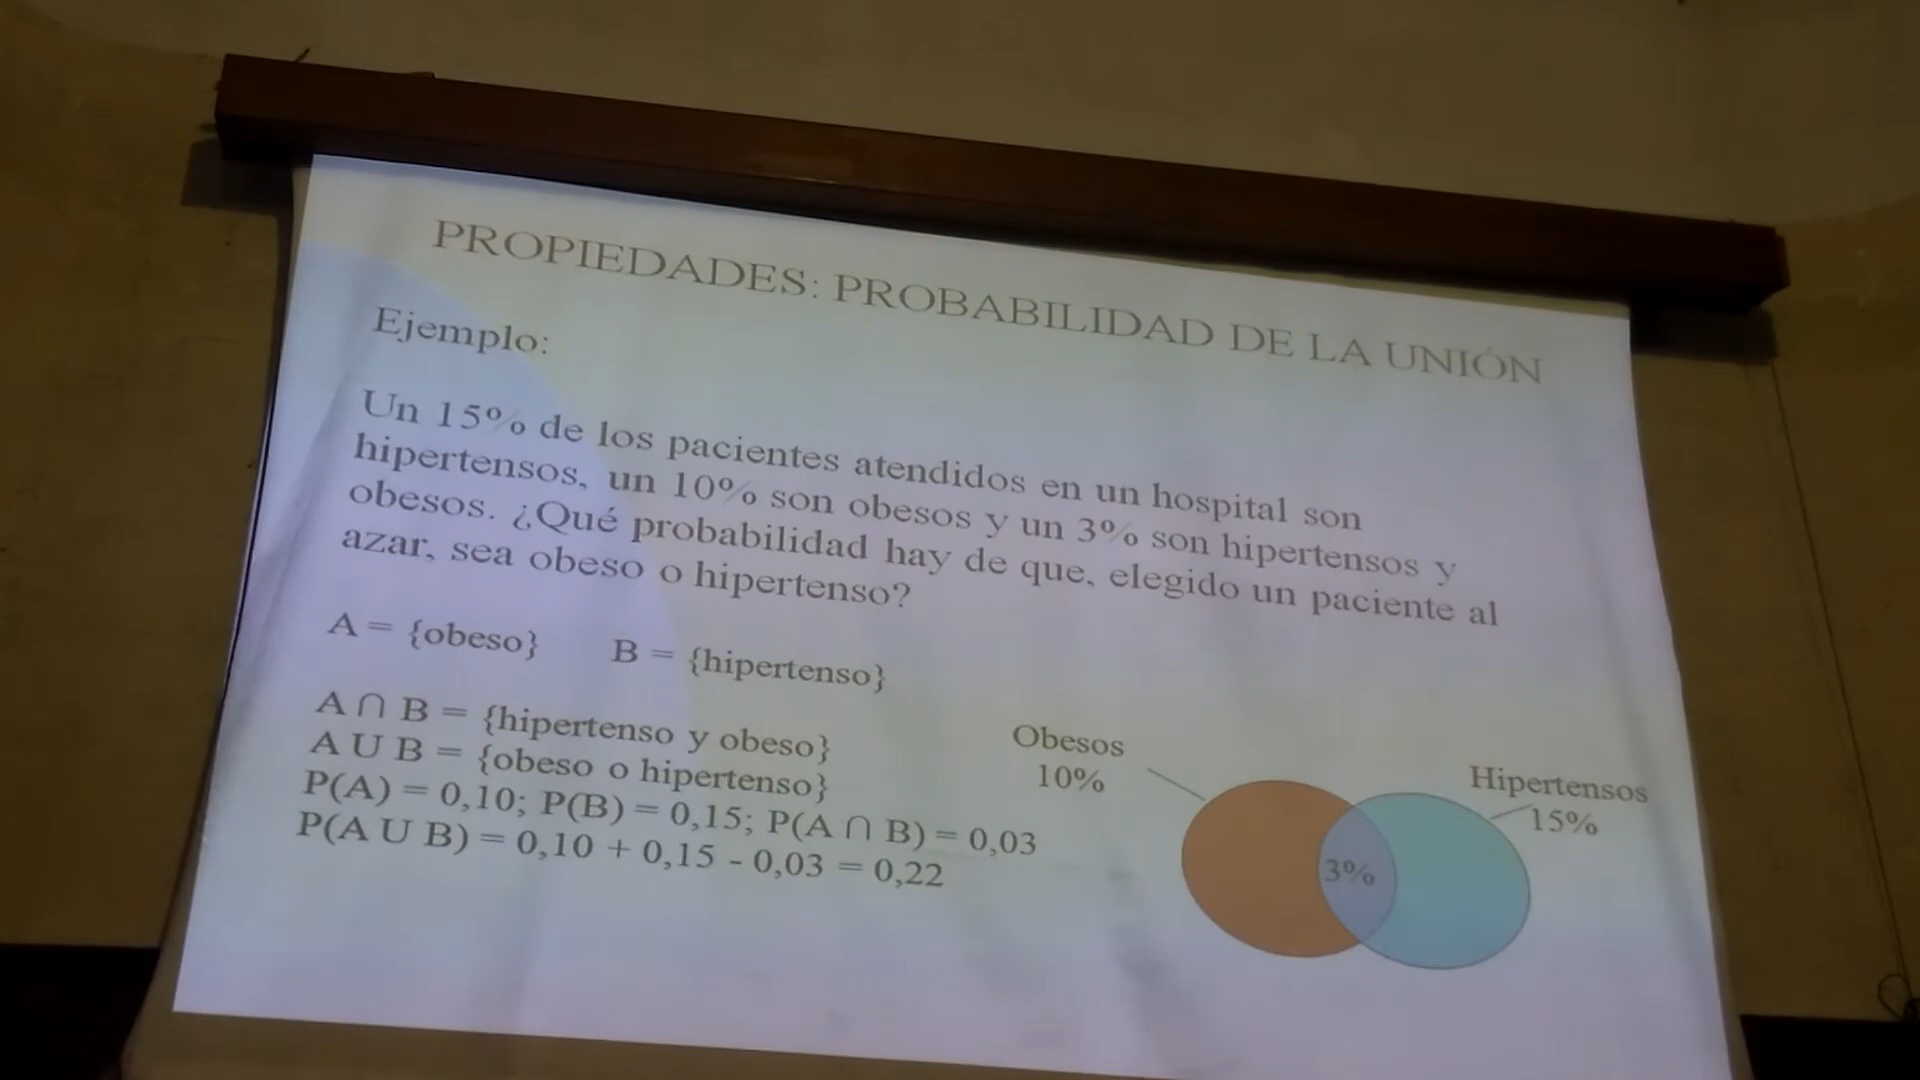 PROPIEDADES: PROBABILIDAD DE LA UNIÓN
Ejemplo:
Un 15% de los pacientes atendidos en un hospital son
hipertensos, un 10% son obesos y un 3% son hipertensos y
obesos. ¿Qué probabilidad hay de que, elegido un paciente al
azar, sea obeso o hipertenso?
A = {obeso} B = {hipertenso}
A ∩ B = {hipertenso y obeso}
A U B = {obeso o hipertenso}
P(A) = 0,10; P(B) = 0,15; P(A ∩ B) = 0,03
P(A U B) = 0,10 + 0,15 - 0,03 = 0,22
Obesos
10%
Hipertensos
15%
3%